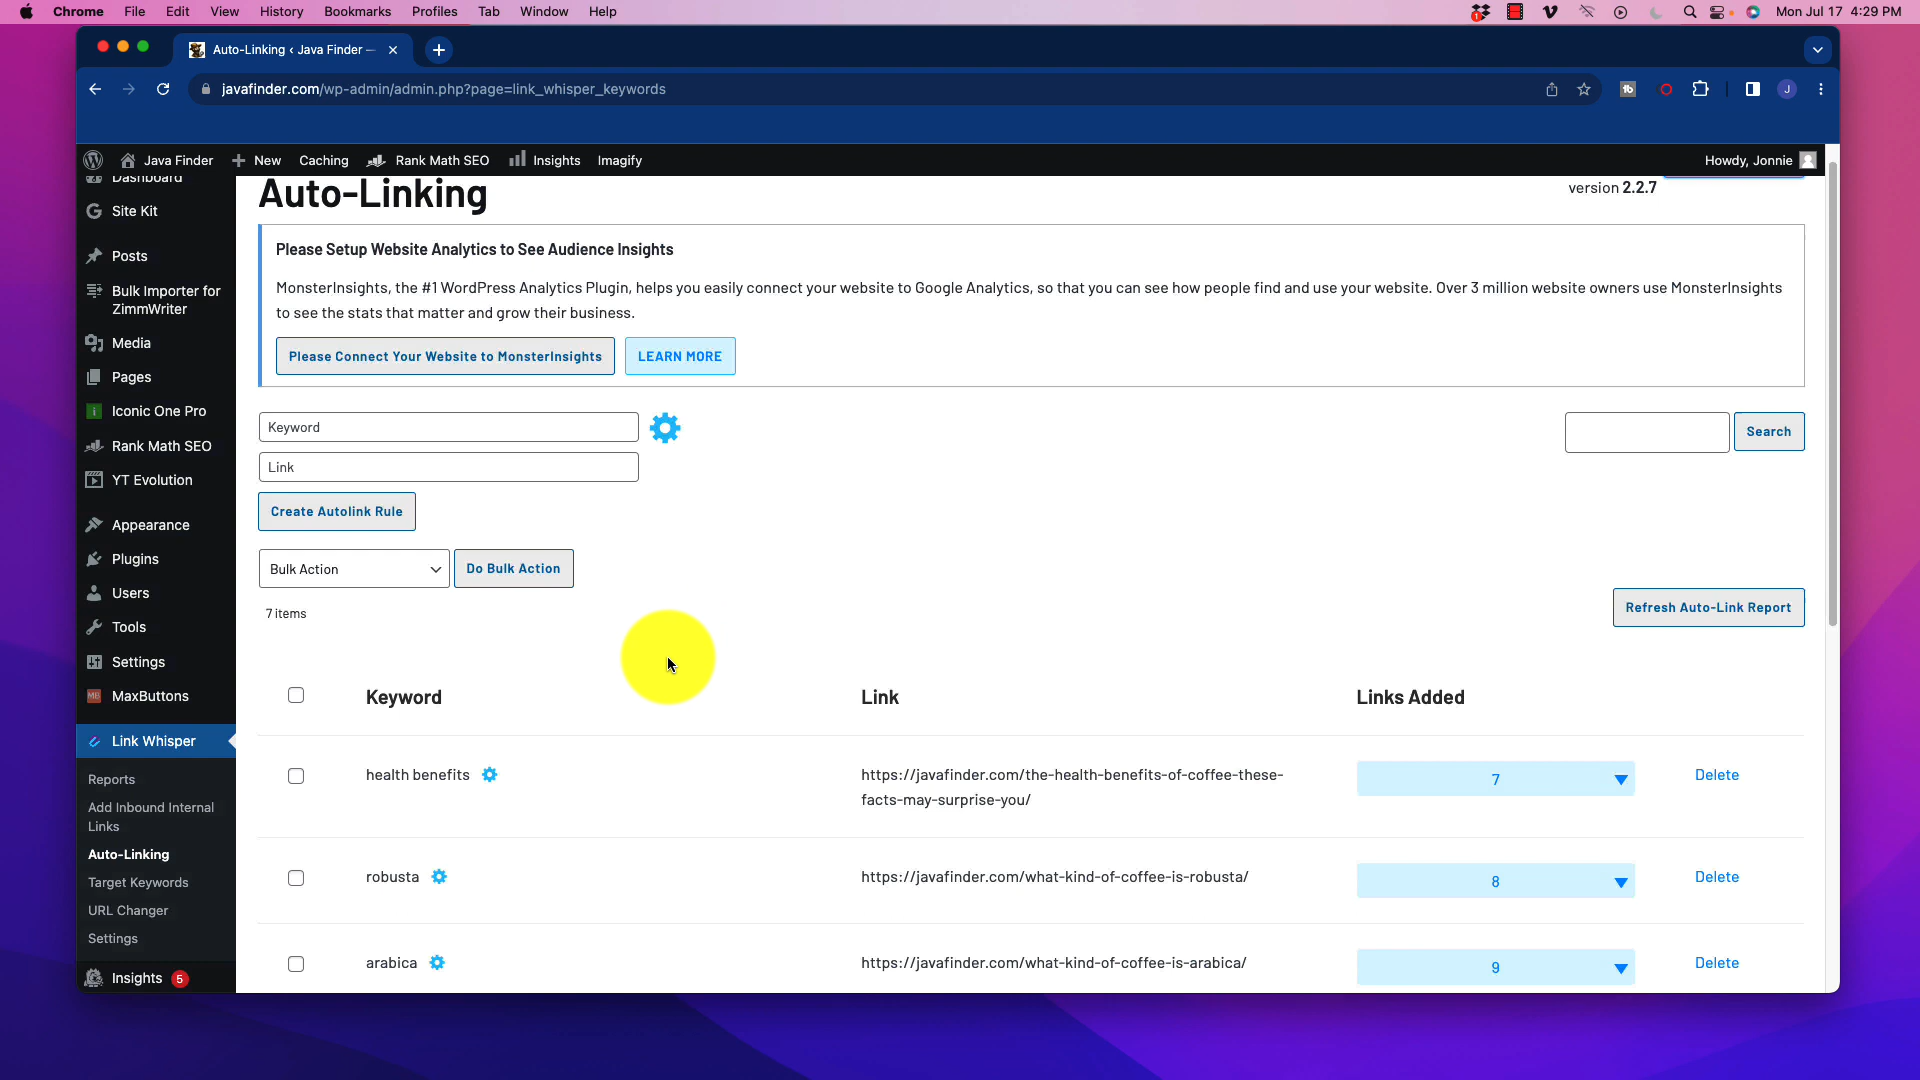 Chrome File Edit View History Bookmarks Profiles Tab Window Help
1
Mon Jul 17 4:29 PM
Auto-Linking ‹ Java Finder —
javafinder.com/wp-admin/admin.php?page=link_whisper_keywords
J
Java Finder New Caching Rank Math SEO Insights Imagify
Howdy, Jonnie
Dashboard
Site Kit
Posts
Bulk Importer for
ZimmWriter
Media
Pages
Iconic One Pro
Rank Math SEO
YT Evolution
Appearance
Plugins
Users
Tools
Settings
MB
MaxButtons
Link Whisper
Reports
Add Inbound Internal
Links
Auto-Linking
Target Keywords
URL Changer
Settings
Insights 5
Auto-Linking
version 2.2.7
Please Setup Website Analytics to See Audience Insights
MonsterInsights, the #1 WordPress Analytics Plugin, helps you easily connect your website to Google Analytics, so that you can see how people find and use your website. Over 3 million website owners use MonsterInsights
to see the stats that matter and grow their business.
Please Connect Your Website to MonsterInsights
LEARN MORE
Keyword
Search
Link
Create Autolink Rule
Bulk Action
Do Bulk Action
7 items
Refresh Auto-Link Report
Keyword Link Links Added
health benefits
https://javafinder.com/the-health-benefits-of-coffee-these-
facts-may-surprise-you/
7
Delete
robusta
https://javafinder.com/what-kind-of-coffee-is-robusta/
8
Delete
arabica
https://javafinder.com/what-kind-of-coffee-is-arabica/
9
Delete